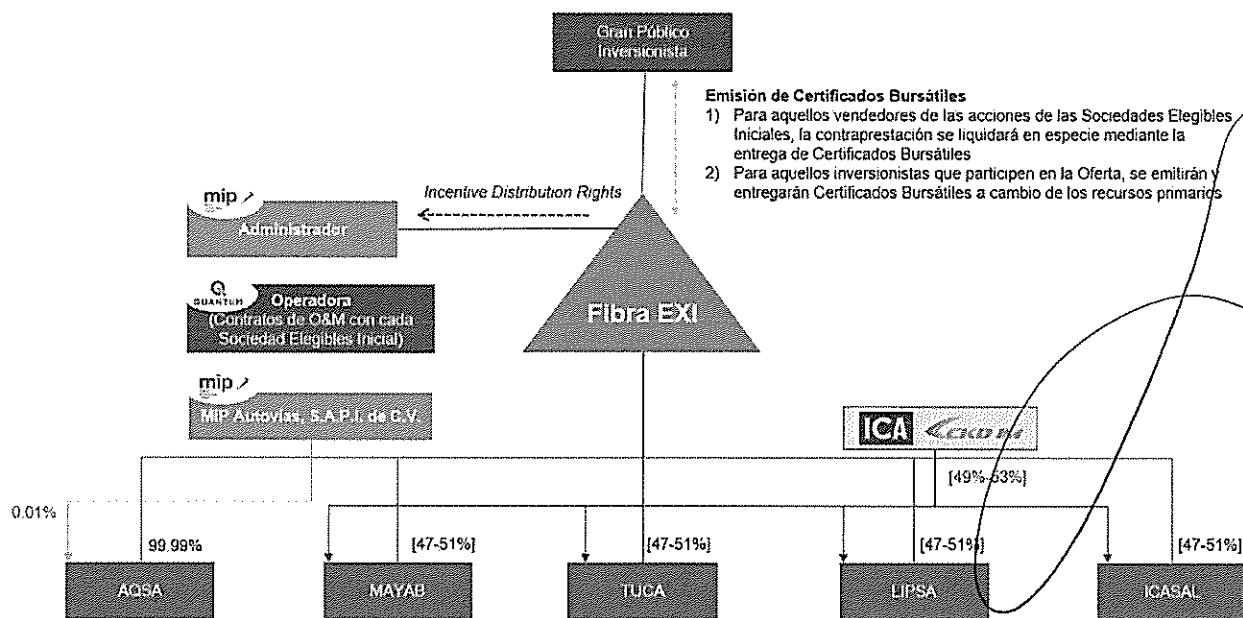 Gran Público
Inversionista
Emisión de Certificados Bursátiles
1) Para aquellos vendedores de las acciones de las Sociedades Elegibles
Iniciales, la contraprestación se liquidará en especie mediante la
entrega de Certificados Bursátiles
2) Para aquellos inversionistas que participen en la Oferta, se emitirán y
entregarán Certificados Bursátiles a cambio de los recursos primarios
mip
Incentive Distribution Rights
Administrador
QUANTUM
Operadora
(Contratos de O&M con cada
Sociedad Elegibles Inicial)
Fibra EXI
mip
MIP Autovías, S.A.P.I. de C.V.
ICA CKD IM
[49%-53%]
0.01%
99.99%
[47-51%]
[47-51%]
[47-51%]
[47-51%]
AQSA
MAYAB
TUCA
LIPSA
ICASAL